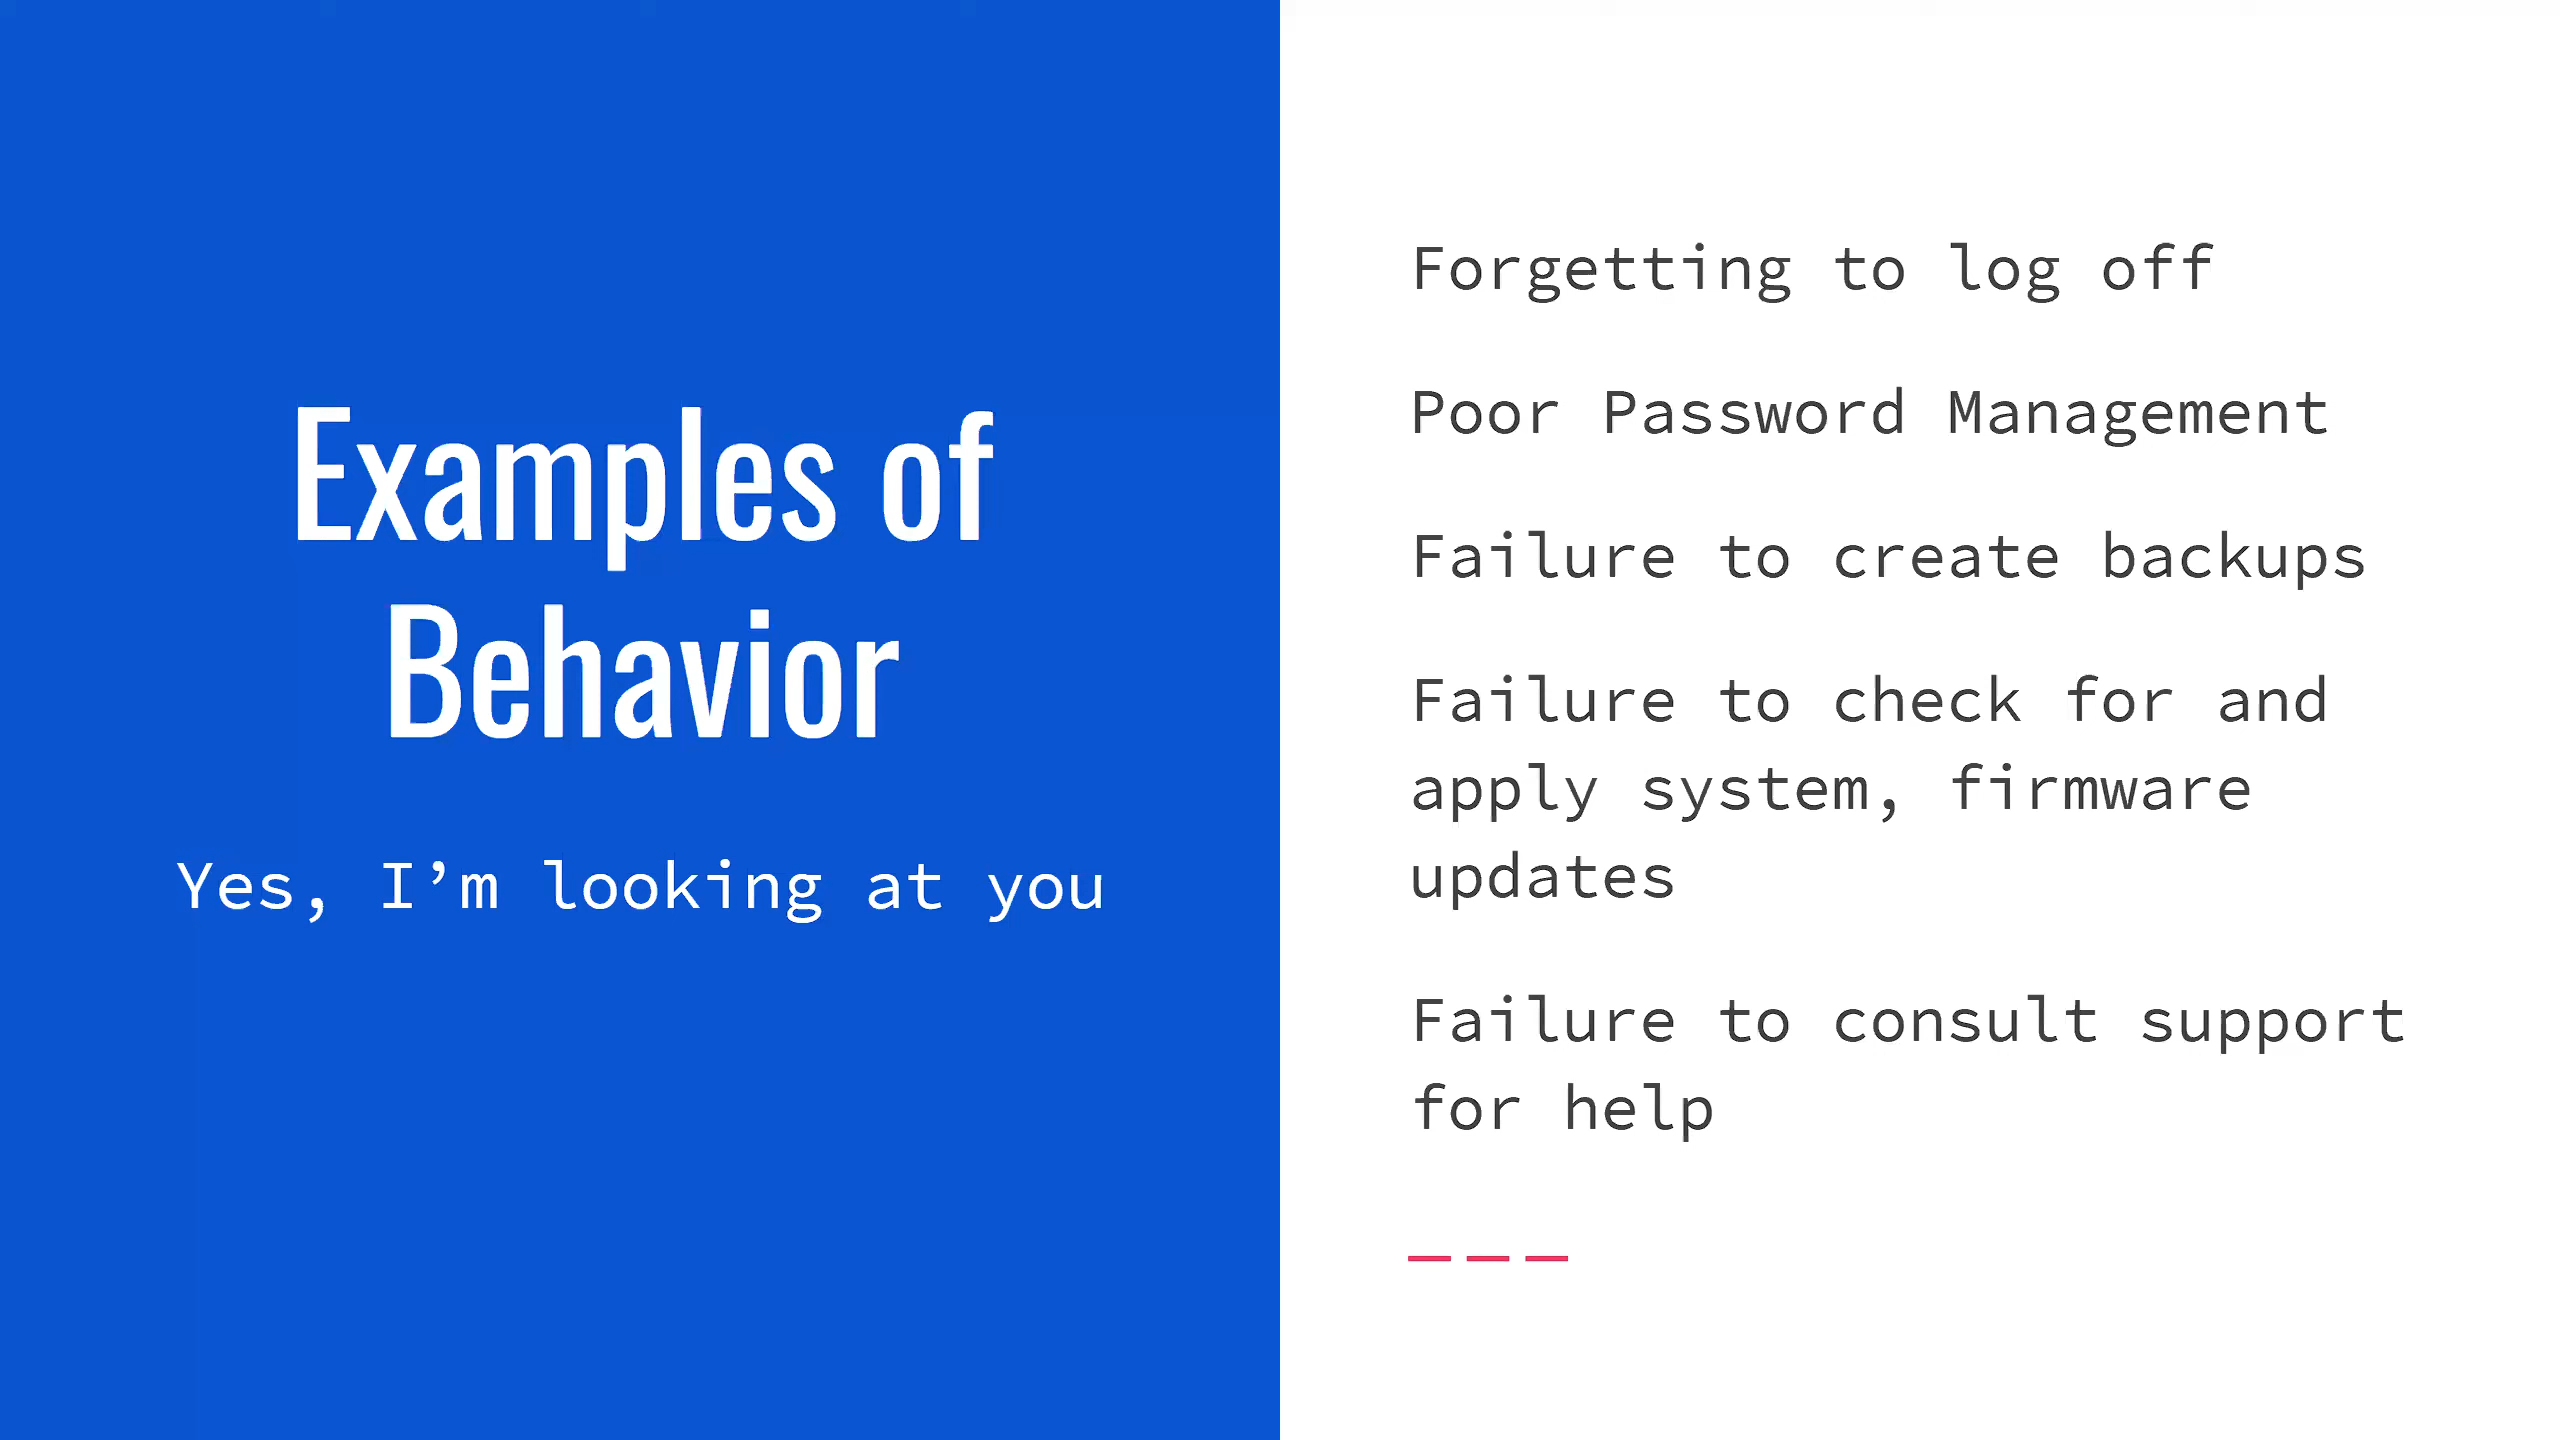 Examples of
Behavior
Yes, I’m looking at you
Forgetting to log off
Poor Password Management
Failure to create backups
Failure to check for and
apply system, firmware
updates
Failure to consult support
for help